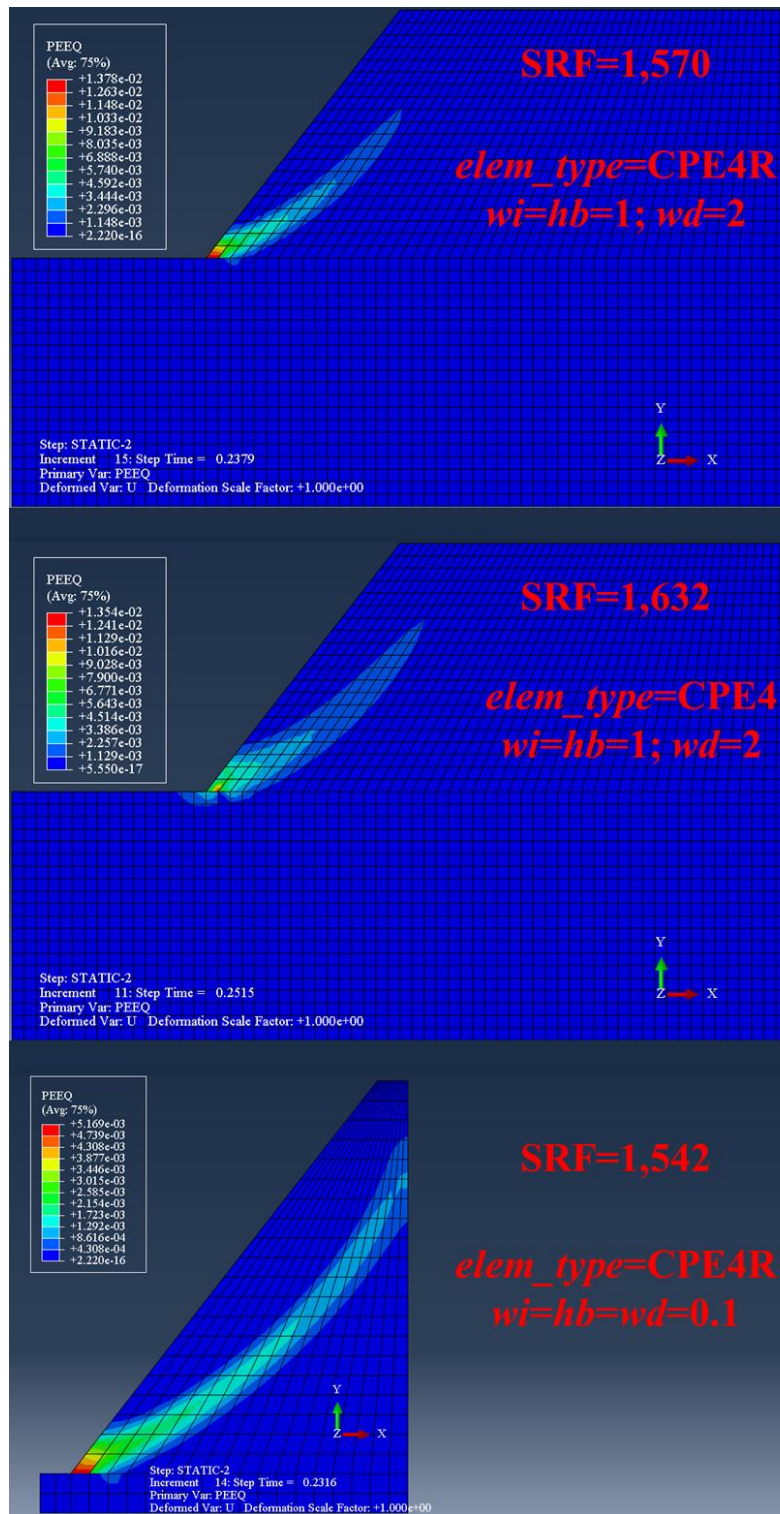 PEEQ
(Avg: 75%)
+1.378e-02
+1.263e-02
+1.148e-02
+1.033e-02
+9.183e-03
+8.035e-03
+6.888e-03
+5.740e-03
+4.592e-03
+3.444e-03
+2.296e-03
+1.148e-03
+2.220e-16
SRF=1,570
elem_type=CPE4R
wi=hb=1; wd=2
Y
Z X
Step: STATIC-2
Increment 15: Step Time = 0.2379
Primary Var: PEEQ
Deformed Var: U Deformation Scale Factor: +1.000e+00
PEEQ
(Avg: 75%)
+1.354e-02
+1.241e-02
+1.129e-02
+1.016e-02
+9.028e-03
+7.900e-03
+6.771e-03
+5.643e-03
+4.514e-03
+3.386e-03
+2.257e-03
+1.129e-03
+5.550e-17
SRF=1,632
elem_type=CPE4
wi=hb=1; wd=2
Y
Z X
Step: STATIC-2
Increment 11: Step Time = 0.2515
Primary Var: PEEQ
Deformed Var: U Deformation Scale Factor: +1.000e+00
PEEQ
(Avg: 75%)
+5.169e-03
+4.739e-03
+4.308e-03
+3.877e-03
+3.446e-03
+3.015e-03
+2.585e-03
+2.154e-03
+1.723e-03
+1.292e-03
+8.616e-04
+4.308e-04
+2.220e-16
SRF=1,542
elem_type=CPE4R
wi=hb=wd=0.1
Y
Z X
Step: STATIC-2
Increment 14: Step Time = 0.2316
Primary Var: PEEQ
Deformed Var: U Deformation Scale Factor: +1.000e+00